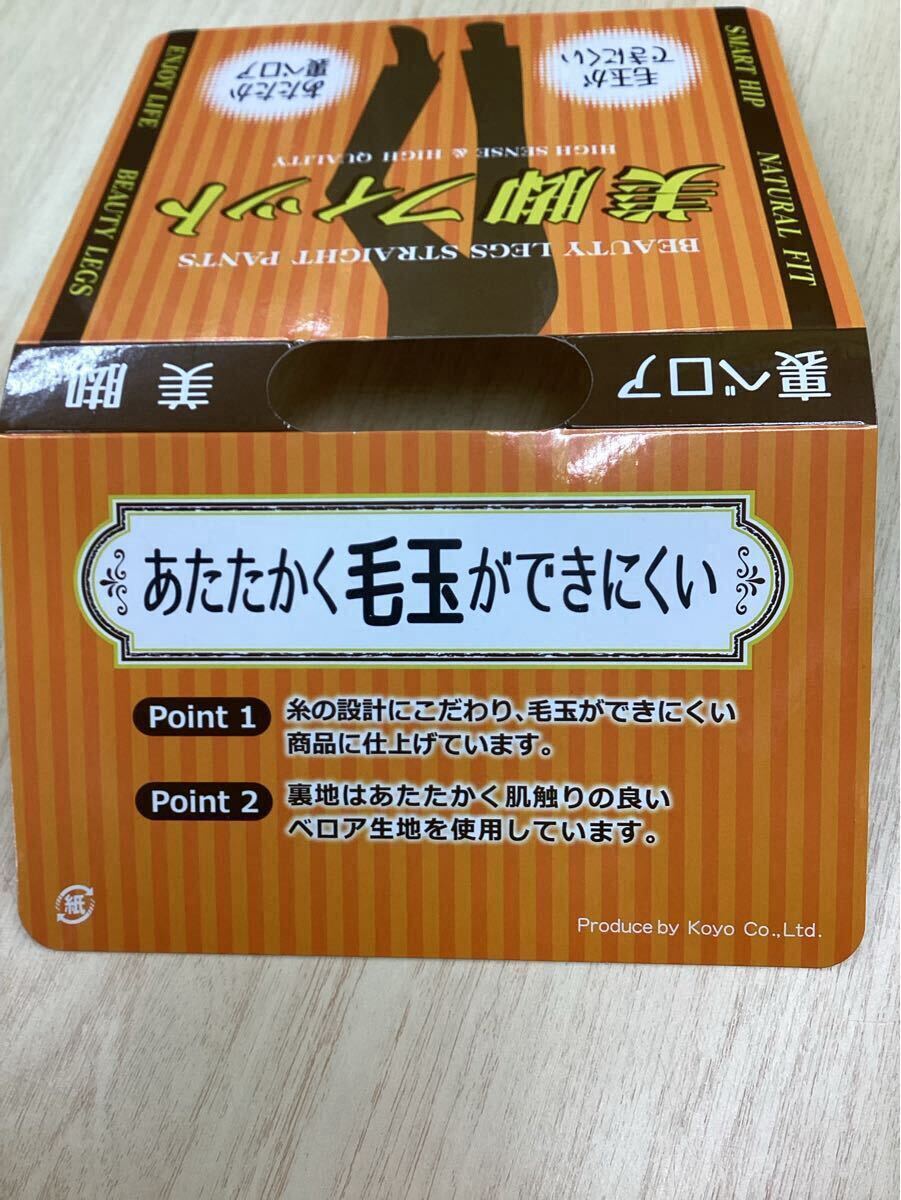 あたたか
裏ベロア
毛玉が
できにくい
ENJOY LIFE BEAUTY LEGS
SMART HIP NATURAL FIT
HIGH SENSE & HIGH QUALITY
美脚フィット
BEAUTY LEGS STRAIGHT PANTS
美脚
裏ベロア
あたたかく毛玉ができにくい
Point 1
糸の設計にこだわり、毛玉ができにくい
商品に仕上げています。
Point 2
裏地はあたたかく肌触りの良い
ベロア生地を使用しています。
紙
Produce by Koyo Co.,Ltd.